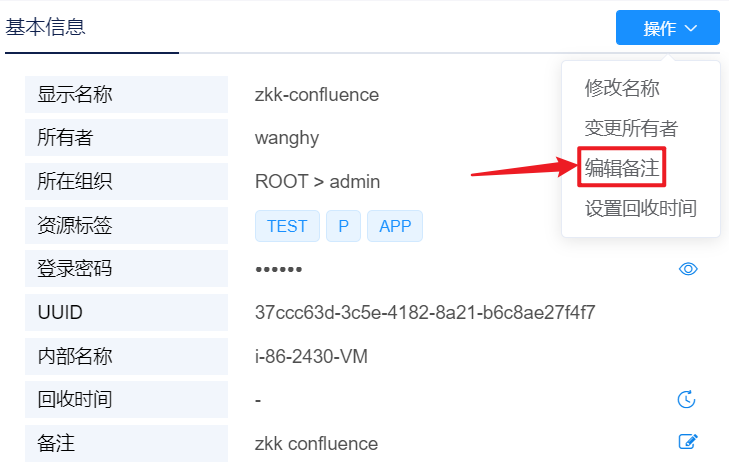 基本信息
操作
修改名称
变更所有者
编辑备注
设置回收时间
显示名称 zkk-confluence
所有者 wanghy
所在组织 ROOT > admin
资源标签 TEST P APP
登录密码 ••••••
UUID 37ccc63d-3c5e-4182-8a21-b6c8ae27f4f7
内部名称 i-86-2430-VM
回收时间 -
备注 zkk confluence